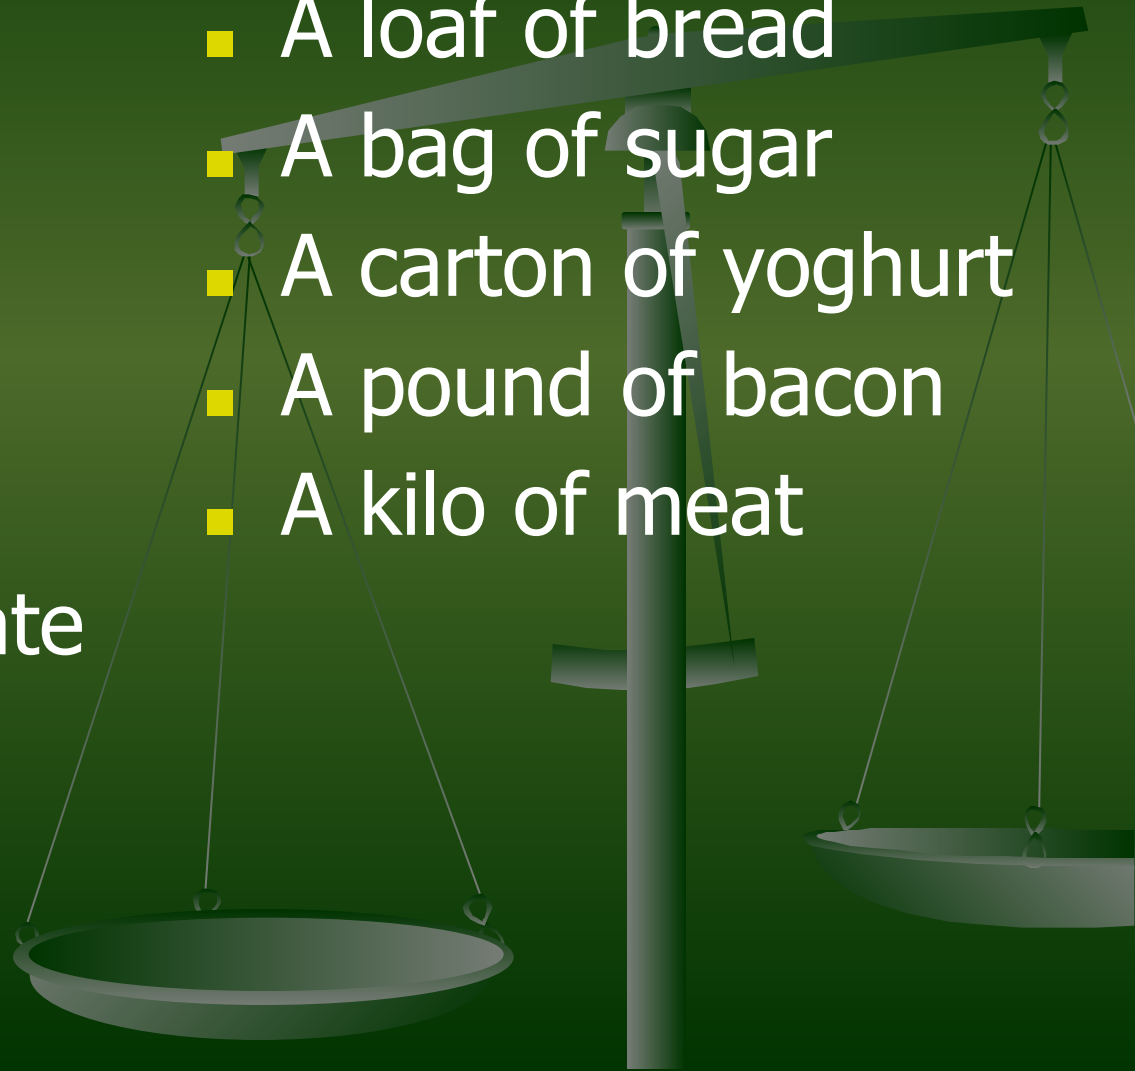 A loaf of bread
A bag of sugar
A carton of yoghurt
A pound of bacon
A kilo of meat